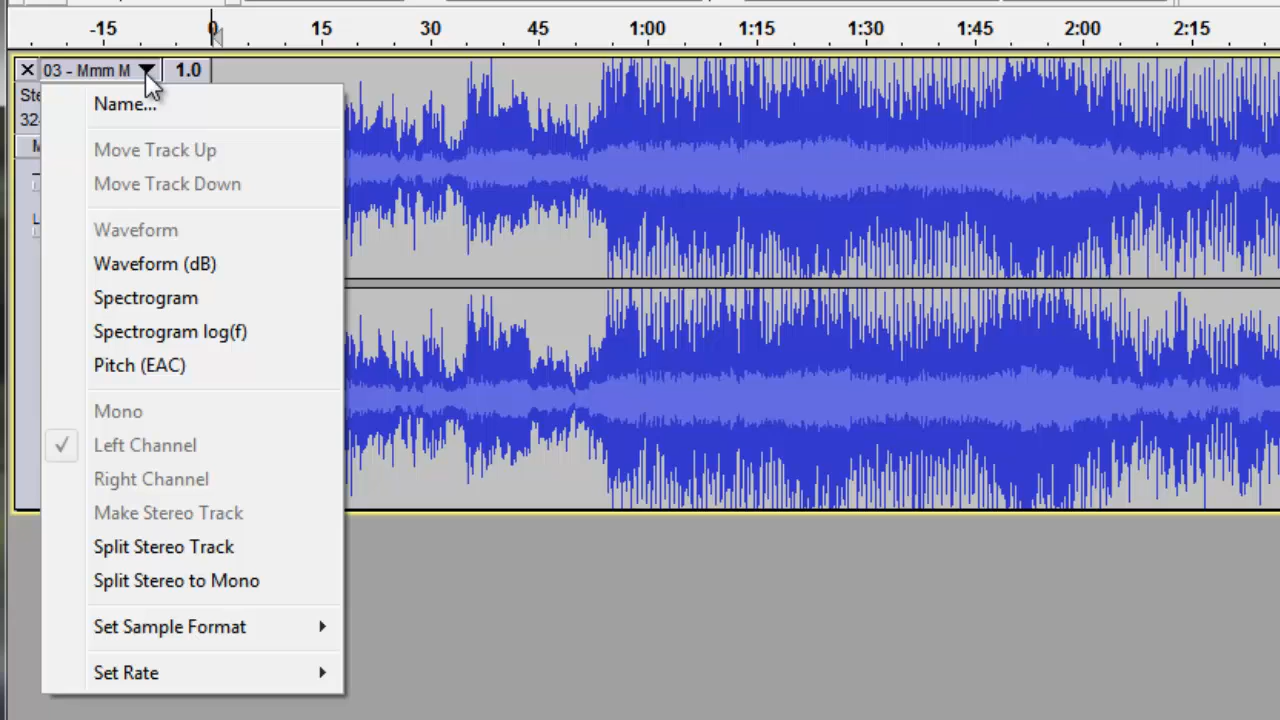 -15 0 15 30 45 1:00 1:15 1:30 1:45 2:00 2:15
03 - Mmm M 1.0
Ste
32-
Name...
Move Track Up
Move Track Down
Waveform
Waveform (dB)
Spectrogram
Spectrogram log(f)
Pitch (EAC)
Mono
Left Channel
Right Channel
Make Stereo Track
Split Stereo Track
Split Stereo to Mono
Set Sample Format
Set Rate